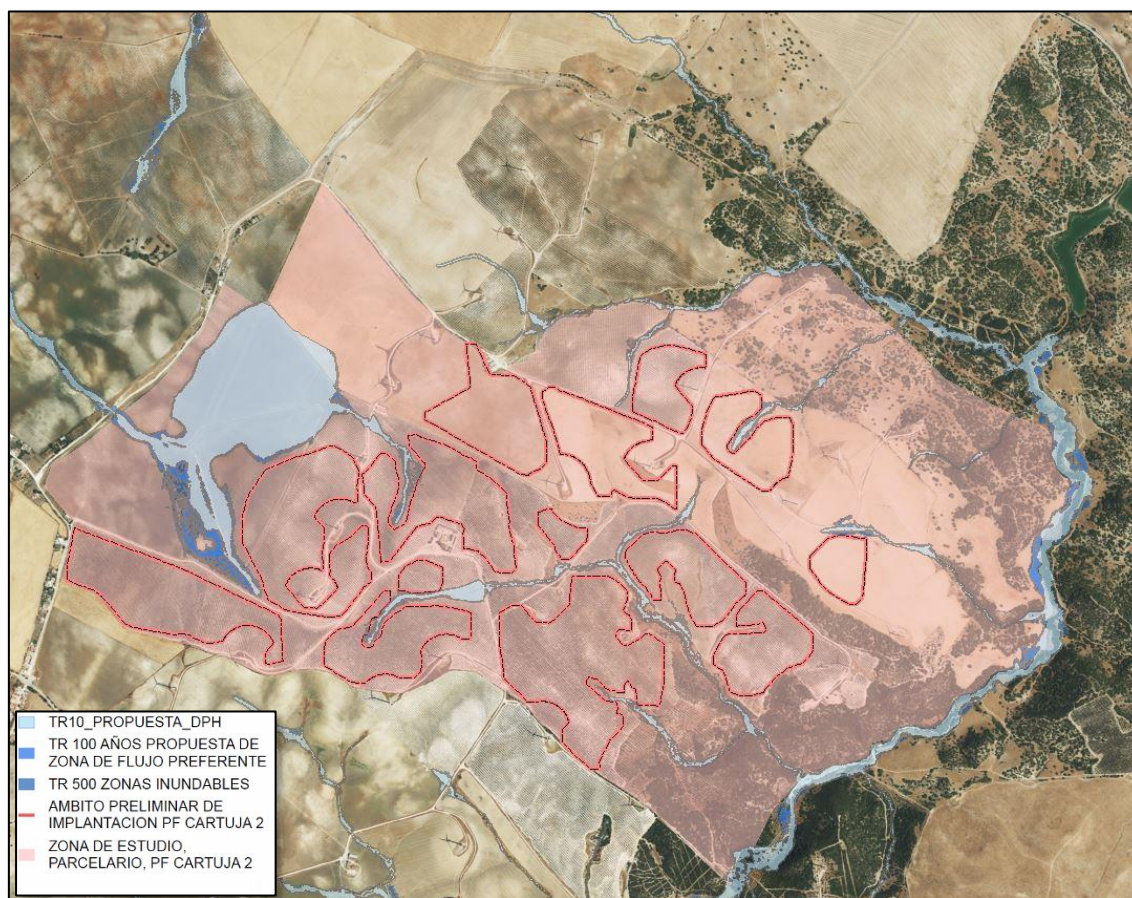 TR10_PROPUESTA_DPH
TR 100 AÑOS PROPUESTA DE
ZONA DE FLUJO PREFERENTE
TR 500 ZONAS INUNDABLES
AMBITO PRELIMINAR DE
IMPLANTACION PF CARTUJA 2
ZONA DE ESTUDIO,
PARCELARIO, PF CARTUJA 2